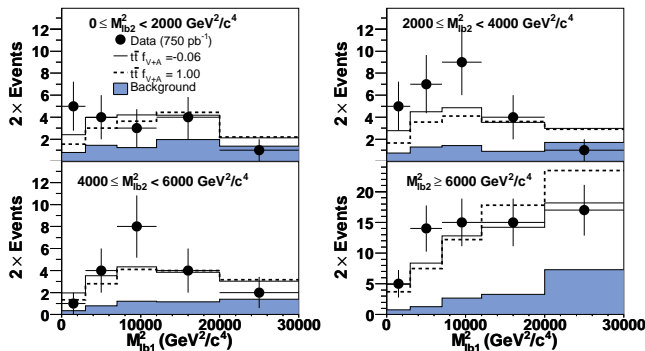 0 ≤ M²lb2 < 2000 GeV²/c⁴
Data (750 pb⁻¹)
tt̄ fV+A =-0.06
tt̄ fV+A = 1.00
Background
2× Events
12
10
8
6
4
2
2000 ≤ M²lb2 < 4000 GeV²/c⁴
2× Events
12
10
8
6
4
2
4000 ≤ M²lb2 < 6000 GeV²/c⁴
2× Events
12
10
8
6
4
2
0
0 10000 20000 30000
M²lb1 (GeV²/c⁴)
M²lb2 ≥ 6000 GeV²/c⁴
2× Events
20
15
10
5
0
0 10000 20000 30000
M²lb1 (GeV²/c⁴)